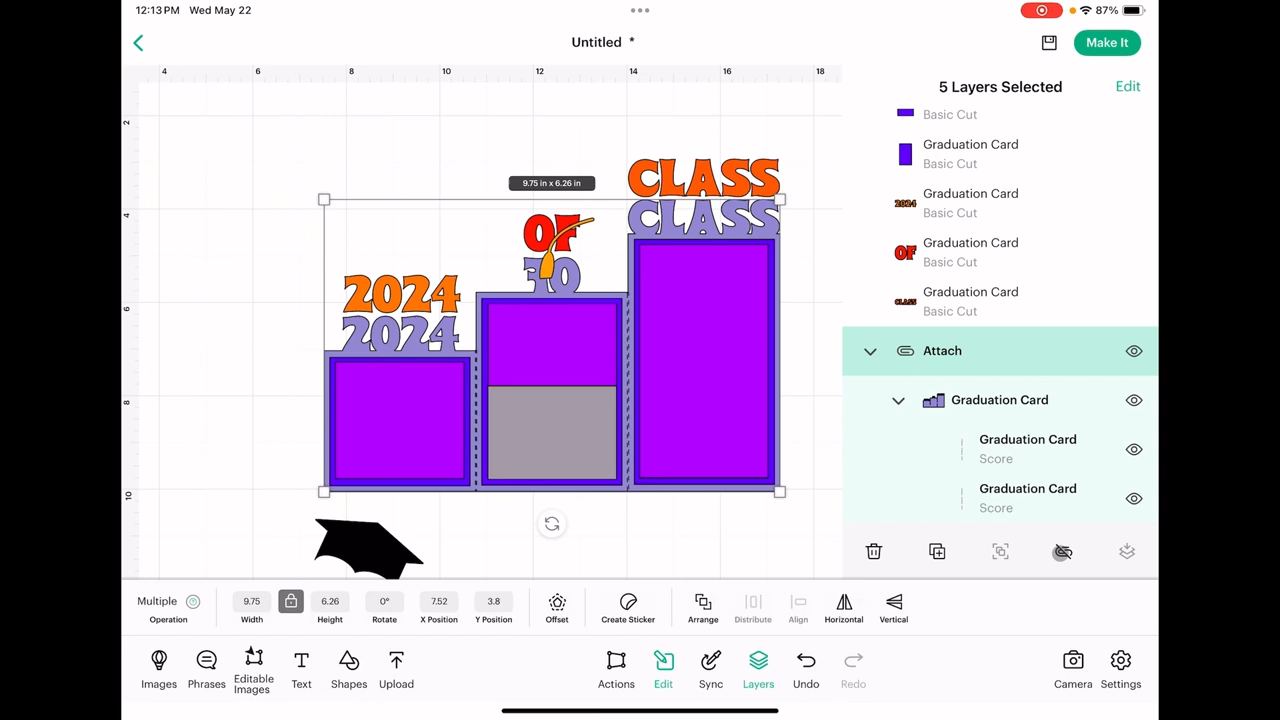 12:13 PM Wed May 22
87%
Untitled *
Make It
4 6 8 10 12 14 16 18
2
4
6
8
10
5 Layers Selected
Edit
Basic Cut
Graduation Card
Basic Cut
Graduation Card
Basic Cut
2024
Graduation Card
Basic Cut
OF
Graduation Card
Basic Cut
CLASS
Attach
Graduation Card
Graduation Card
Score
Graduation Card
Score
9.75 in x 6.26 in
CLASS
CLASS
OF
2024
2024
Multiple
Operation
9.75
Width
6.26
Height
0°
Rotate
7.52
X Position
3.8
Y Position
Offset
Create Sticker
Arrange
Distribute
Align
Horizontal
Vertical
Images
Phrases
Editable
Images
Text
Shapes
Upload
Actions
Edit
Sync
Layers
Undo
Redo
Camera
Settings